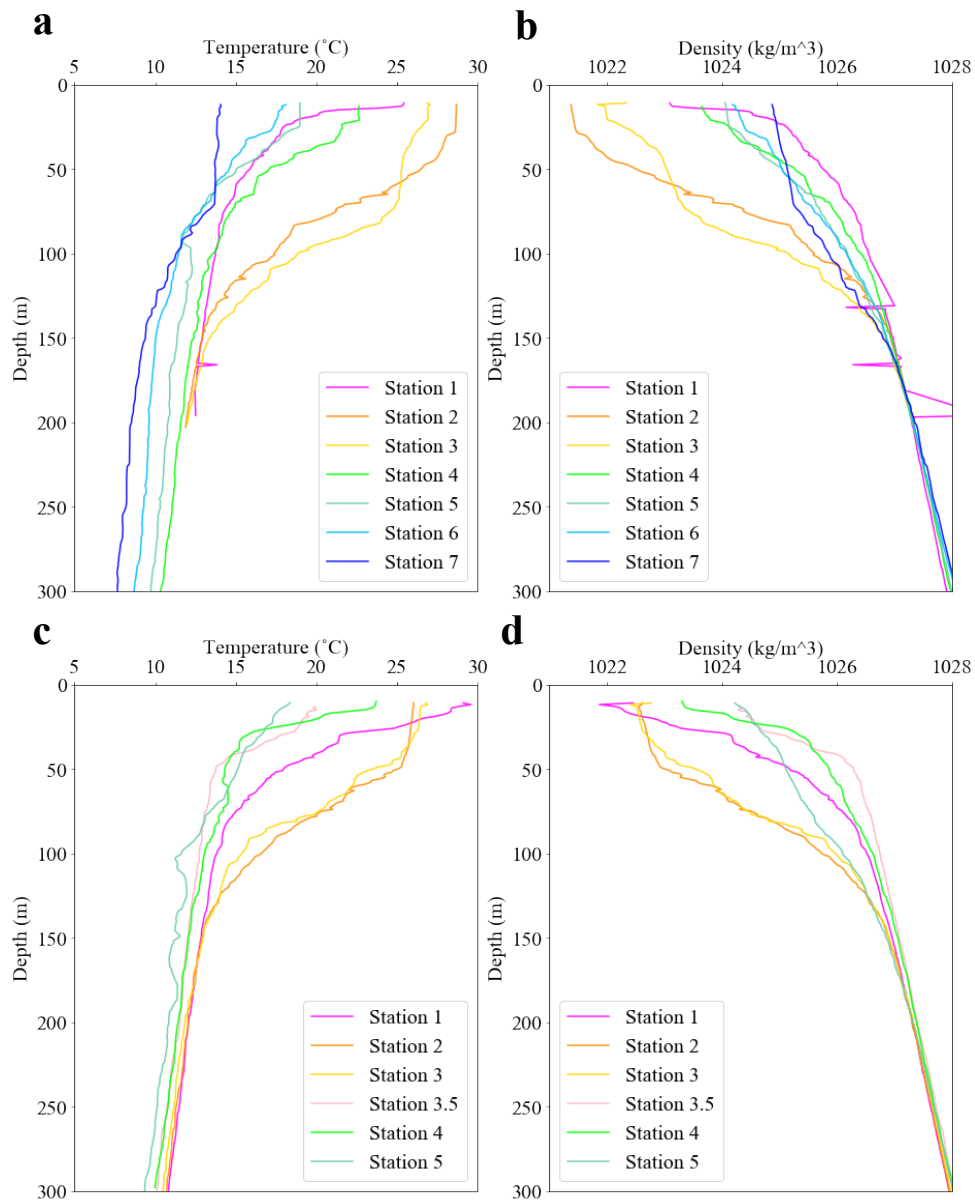 a
Temperature (˚C)
5 10 15 20 25 30
0
50
100
150
200
250
300
Depth (m)
Station 1
Station 2
Station 3
Station 4
Station 5
Station 6
Station 7
b
Density (kg/m^3)
1022 1024 1026 1028
0
50
100
150
200
250
300
Depth (m)
Station 1
Station 2
Station 3
Station 4
Station 5
Station 6
Station 7
c
Temperature (˚C)
5 10 15 20 25 30
0
50
100
150
200
250
300
Depth (m)
Station 1
Station 2
Station 3
Station 3.5
Station 4
Station 5
d
Density (kg/m^3)
1022 1024 1026 1028
0
50
100
150
200
250
300
Depth (m)
Station 1
Station 2
Station 3
Station 3.5
Station 4
Station 5